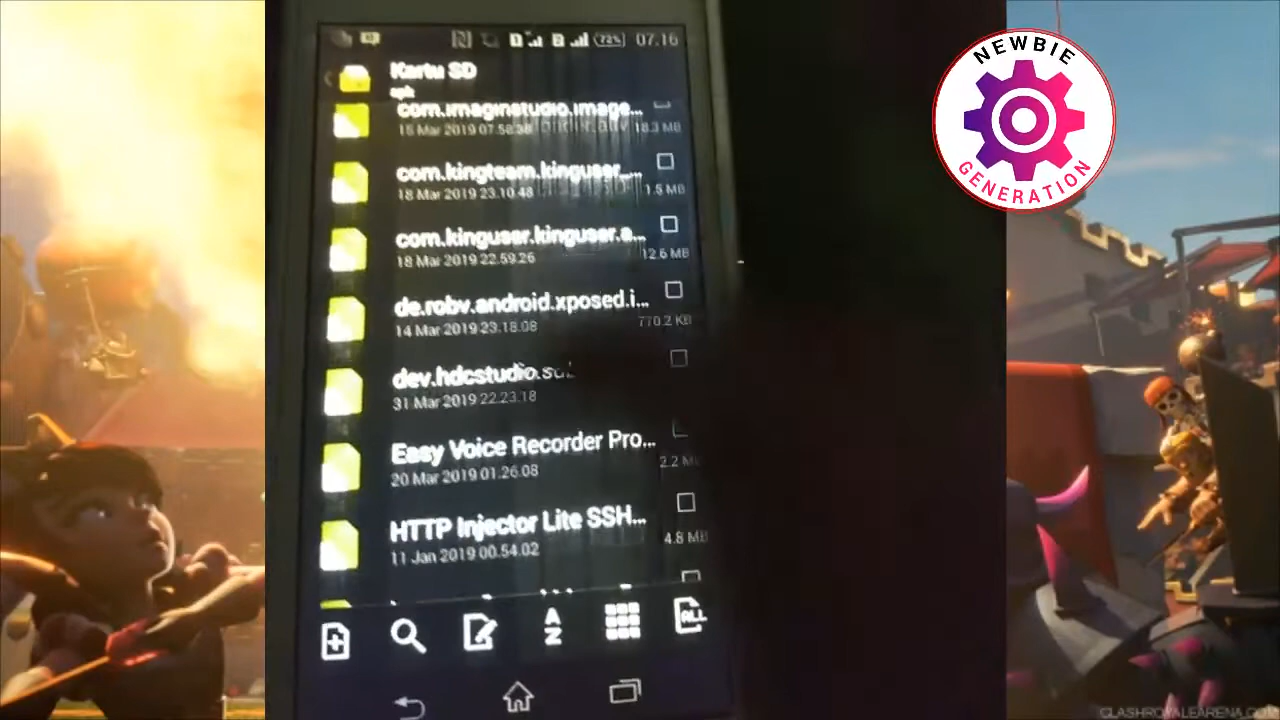 NEWBIE
GENERATION
72%
07.16
Kartu SD
apk
com.imaginstudio.image...
15 Mar 2019 07.58.38
18.3 MB
com.kingteam.kinguser_...
18 Mar 2019 23.10.48
1.5 MB
com.kinguser.kinguser.a...
18 Mar 2019 22.59.26
12.6 MB
de.robv.android.xposed.i...
14 Mar 2019 23.18.08
770.2 KB
dev.hdcstudio.sub
31 Mar 2019 22.23.18
Easy Voice Recorder Pro...
20 Mar 2019 01.26.08
2.2 MB
HTTP Injector Lite SSH...
11 Jan 2019 00.54.02
4.8 MB
A
Z
ALL
CLASHROYALEARENA.COM